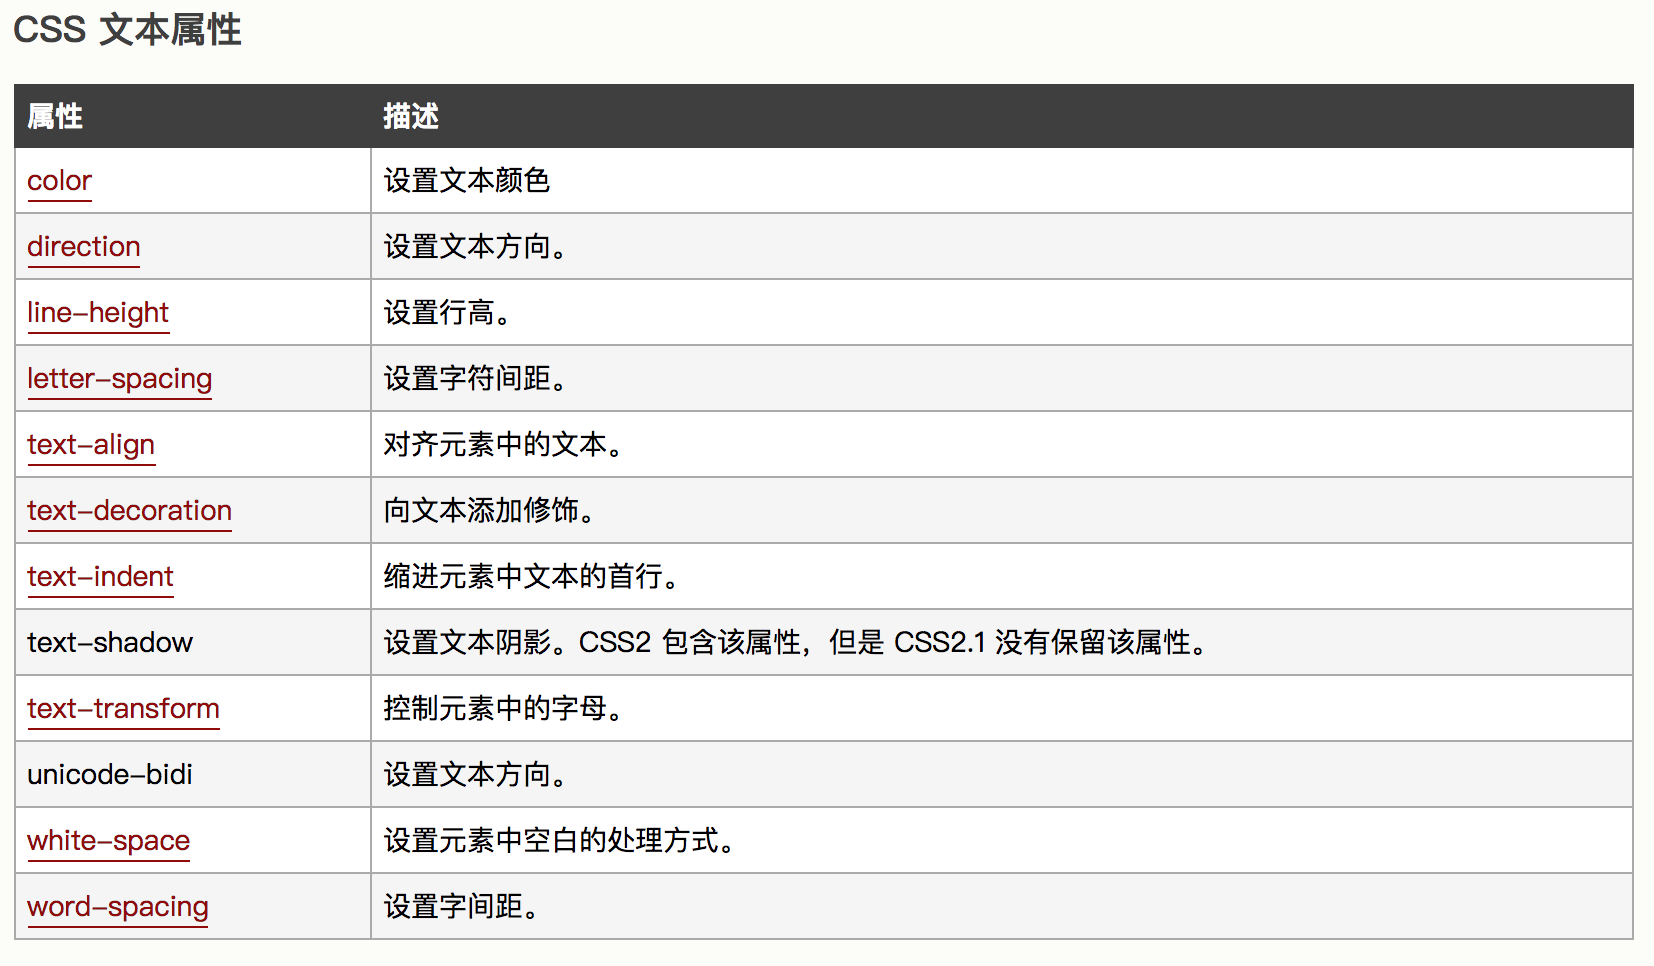 CSS 文本属性
属性 描述
color 设置文本颜色
direction 设置文本方向。
line-height 设置行高。
letter-spacing 设置字符间距。
text-align 对齐元素中的文本。
text-decoration 向文本添加修饰。
text-indent 缩进元素中文本的首行。
text-shadow 设置文本阴影。CSS2 包含该属性，但是 CSS2.1 没有保留该属性。
text-transform 控制元素中的字母。
unicode-bidi 设置文本方向。
white-space 设置元素中空白的处理方式。
word-spacing 设置字间距。